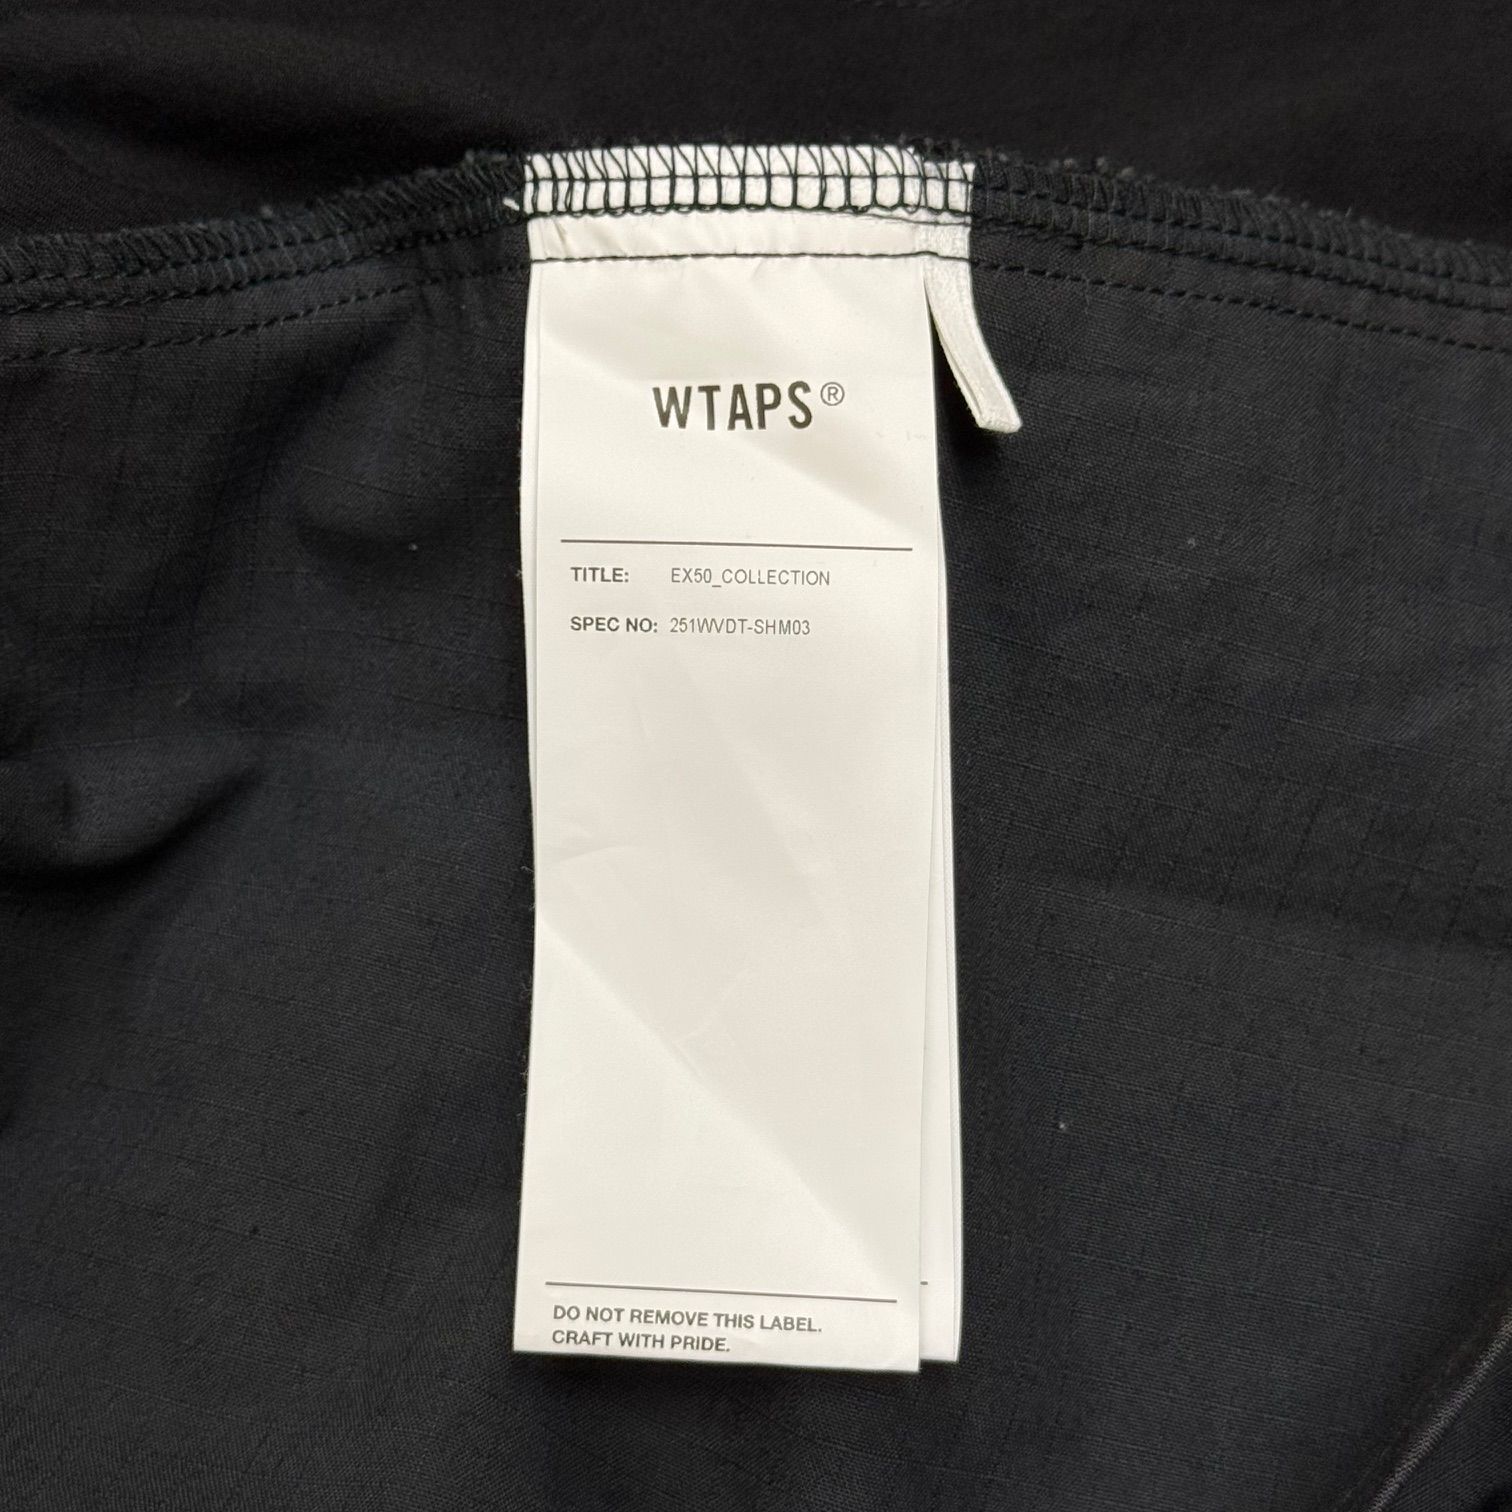 WTAPS®
TITLE: EX50_COLLECTION
SPEC NO: 251WVDT-SHM03
DO NOT REMOVE THIS LABEL.
CRAFT WITH PRIDE.